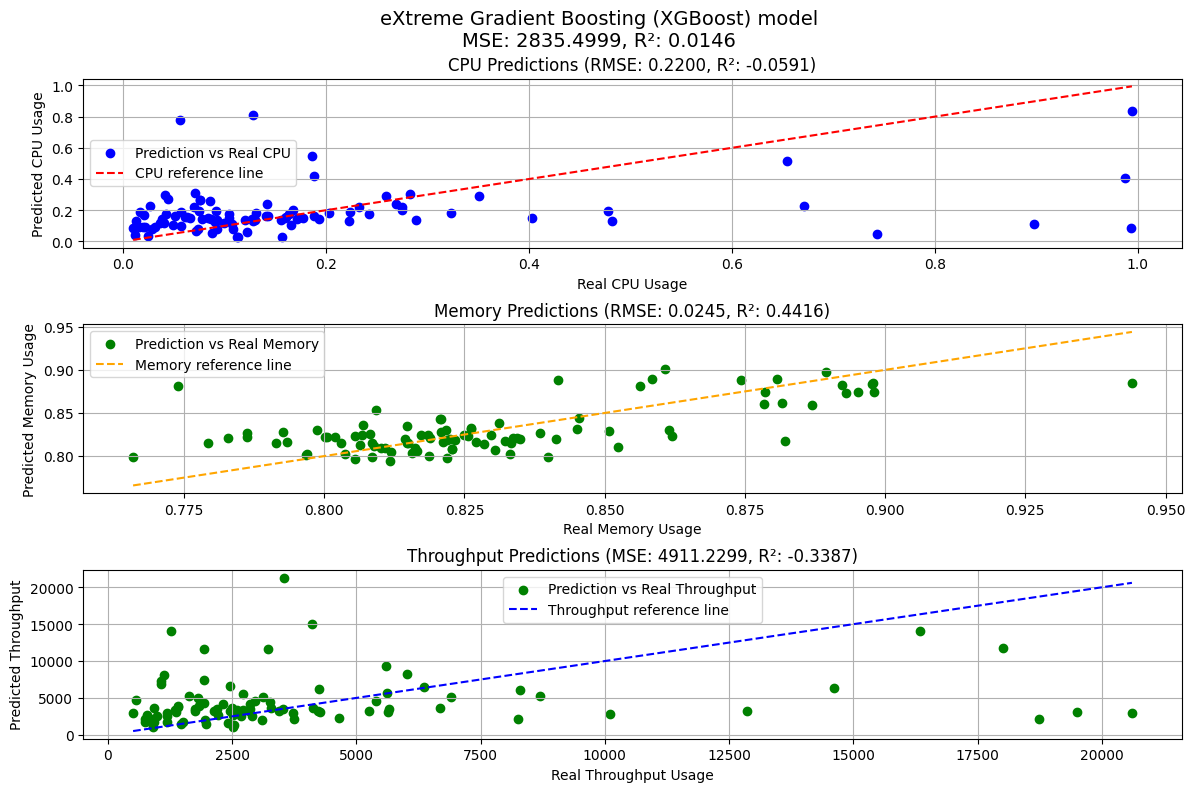 eXtreme Gradient Boosting (XGBoost) model
MSE: 2835.4999, R²: 0.0146
CPU Predictions (RMSE: 0.2200, R²: -0.0591)
Predicted CPU Usage
1.0
0.8
0.6
0.4
0.2
0.0
Prediction vs Real CPU
CPU reference line
0.0 0.2 0.4 0.6 0.8 1.0
Real CPU Usage
Memory Predictions (RMSE: 0.0245, R²: 0.4416)
Predicted Memory Usage
0.95
0.90
0.85
0.80
Prediction vs Real Memory
Memory reference line
0.775 0.800 0.825 0.850 0.875 0.900 0.925 0.950
Real Memory Usage
Throughput Predictions (MSE: 4911.2299, R²: -0.3387)
Predicted Throughput
20000
15000
10000
5000
0
Prediction vs Real Throughput
Throughput reference line
0 2500 5000 7500 10000 12500 15000 17500 20000
Real Throughput Usage